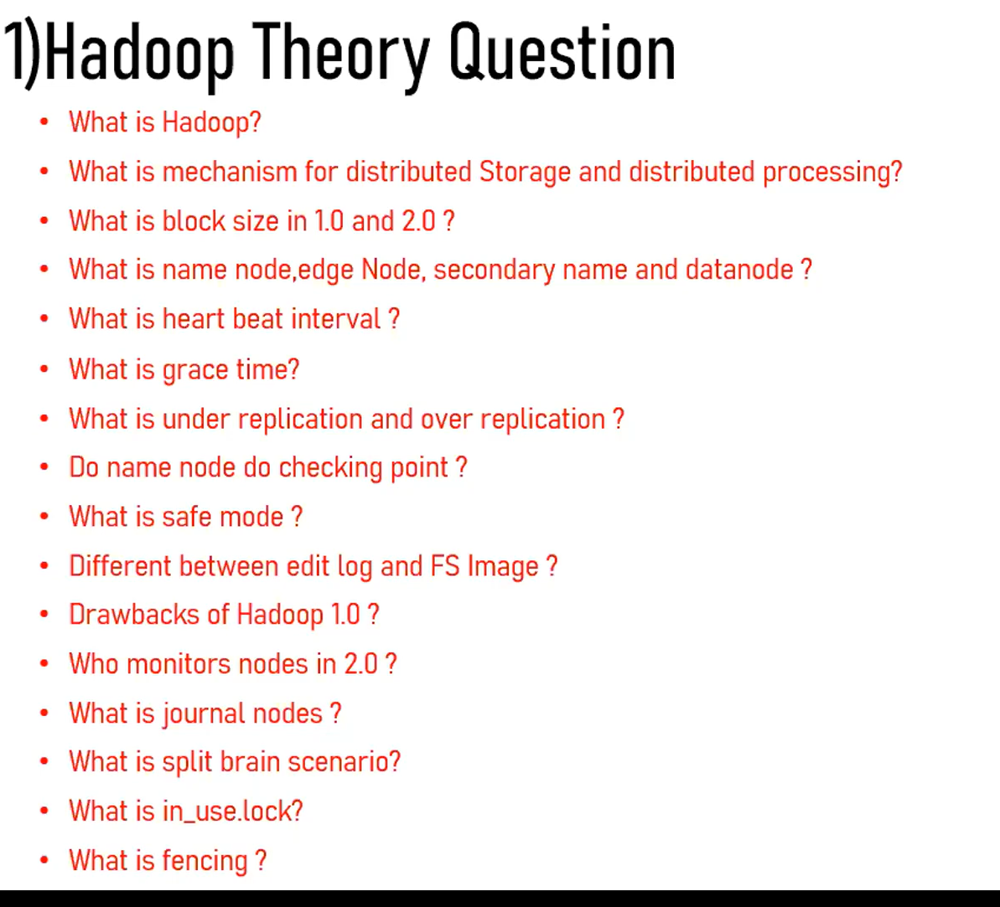 1)Hadoop Theory Question
• What is Hadoop?
• What is mechanism for distributed Storage and distributed processing?
• What is block size in 1.0 and 2.0 ?
• What is name node,edge Node, secondary name and datanode ?
• What is heart beat interval ?
• What is grace time?
• What is under replication and over replication ?
• Do name node do checking point ?
• What is safe mode ?
• Different between edit log and FS Image ?
• Drawbacks of Hadoop 1.0 ?
• Who monitors nodes in 2.0 ?
• What is journal nodes ?
• What is split brain scenario?
• What is in_use.lock?
• What is fencing ?